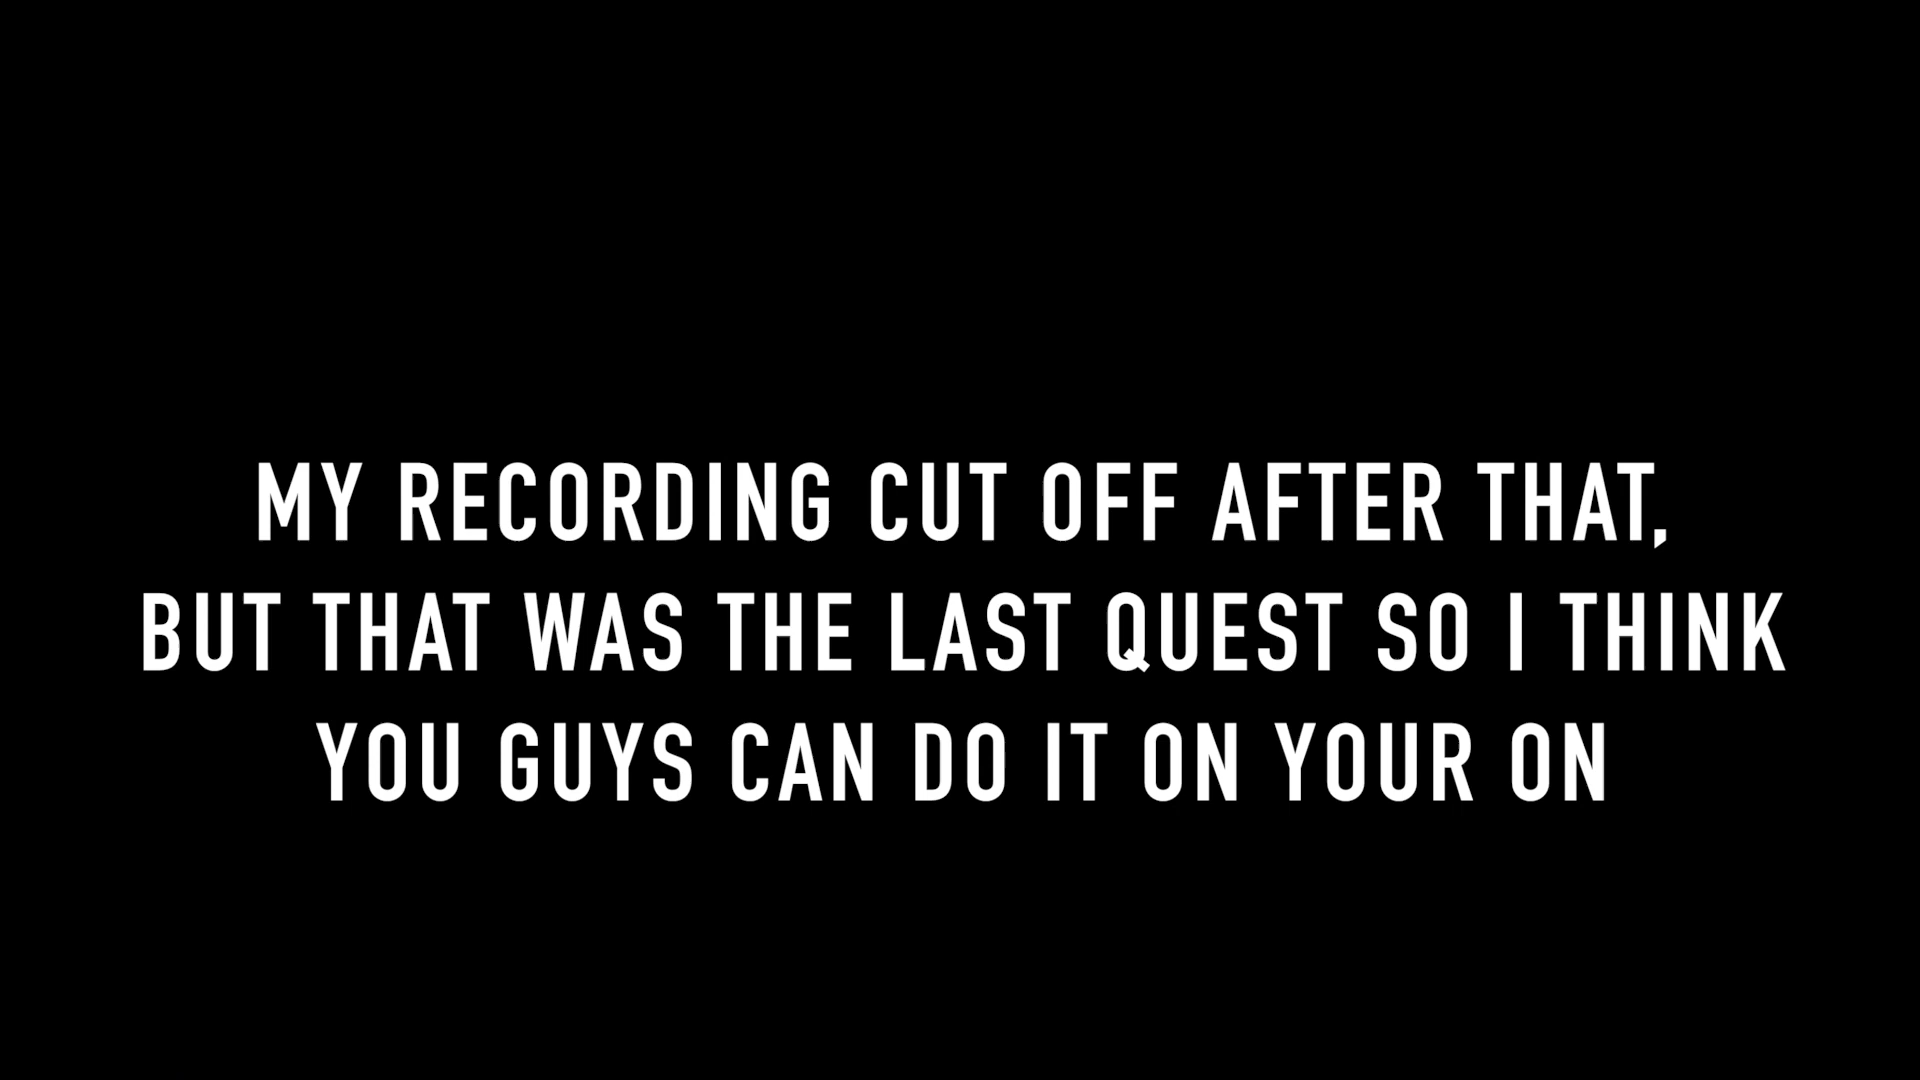 MY RECORDING CUT OFF AFTER THAT,
BUT THAT WAS THE LAST QUEST SO I THINK
YOU GUYS CAN DO IT ON YOUR ON